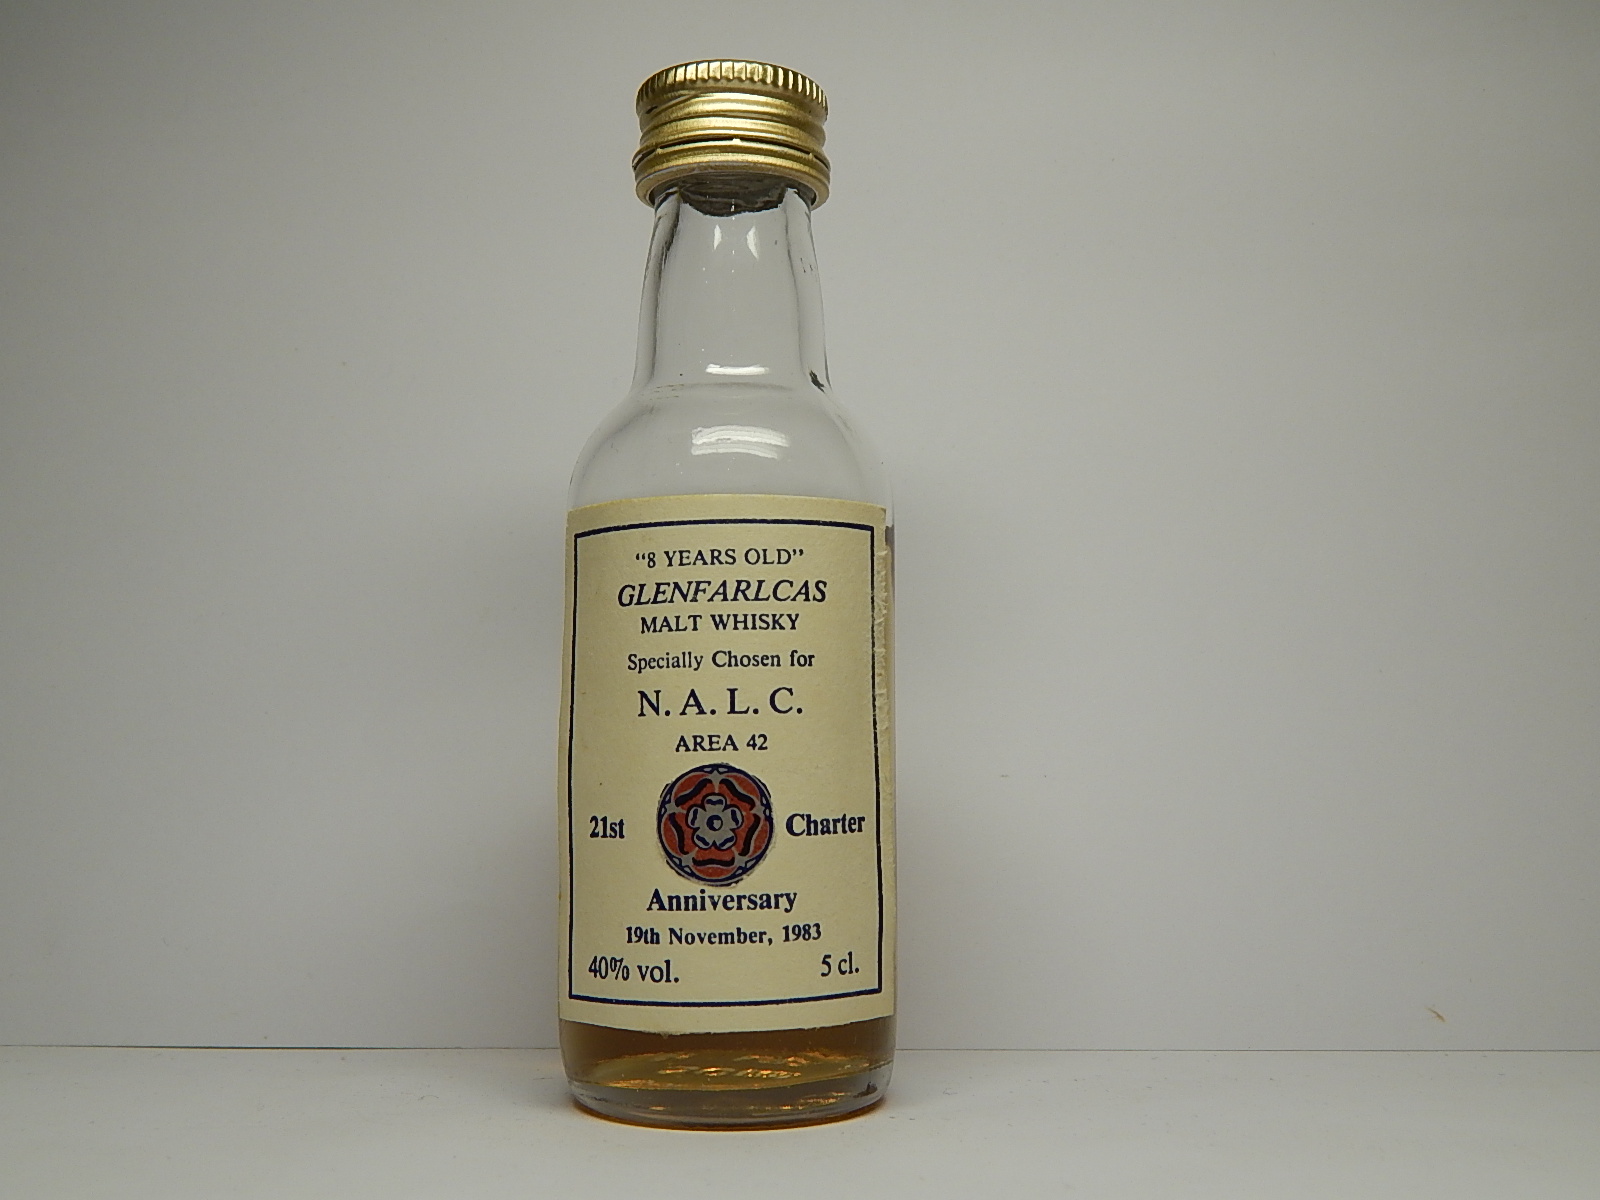 “8 YEARS OLD”
GLENFARLCAS
MALT WHISKY
Specially Chosen for
N. A. L. C.
AREA 42
21st Charter
Anniversary
19th November, 1983
40% vol. 5 cl.